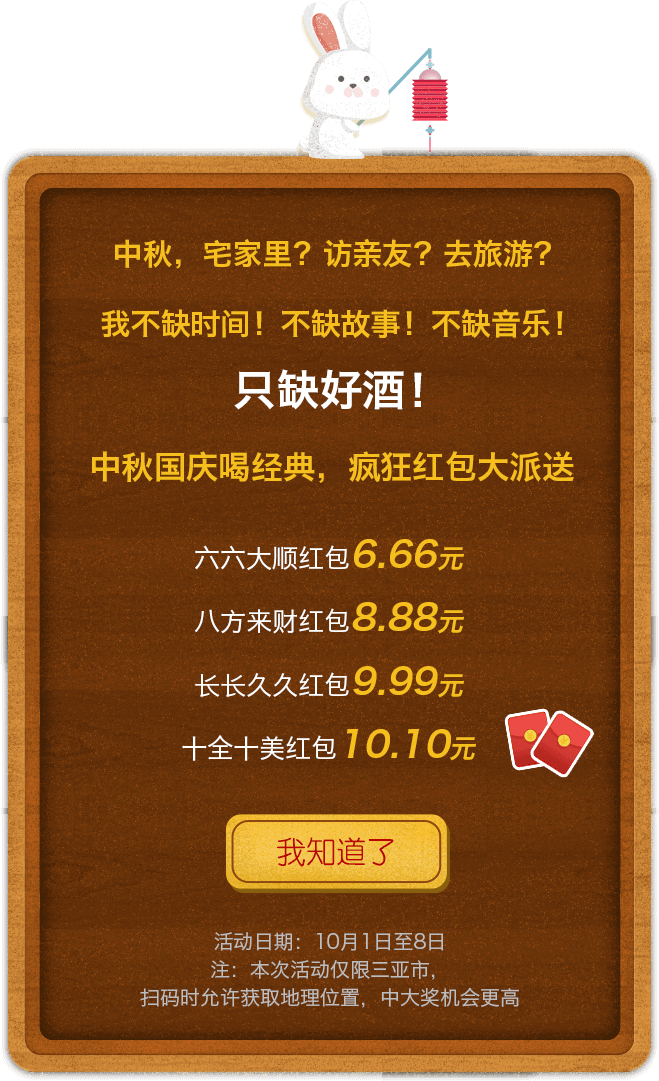 中秋，宅家里？访亲友？去旅游？
我不缺时间！不缺故事！不缺音乐！
只缺好酒！
中秋国庆喝经典，疯狂红包大派送
六六大顺红包6.66元
八方来财红包8.88元
长长久久红包9.99元
十全十美红包10.10元
我知道了
活动日期：10月1日至8日
注：本次活动仅限三亚市，
扫码时允许获取地理位置，中大奖机会更高